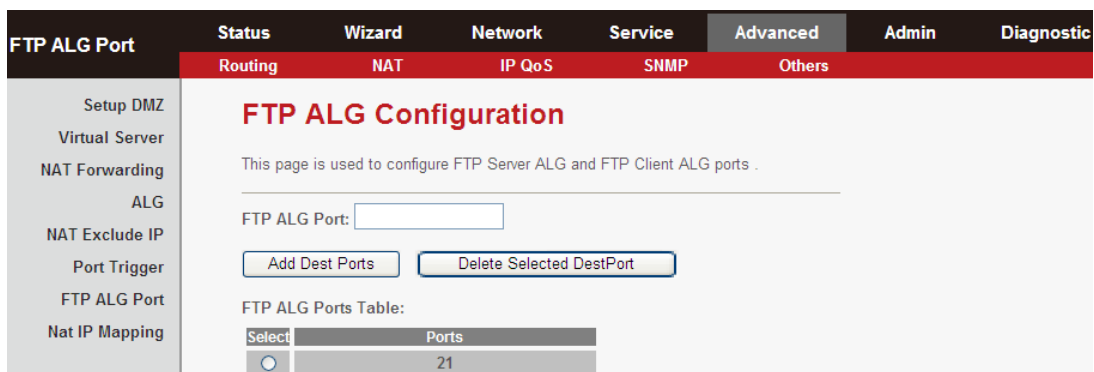 FTP ALG Port
Status Wizard Network Service Advanced Admin Diagnostic
Routing NAT IP QoS SNMP Others
Setup DMZ
Virtual Server
NAT Forwarding
ALG
NAT Exclude IP
Port Trigger
FTP ALG Port
Nat IP Mapping
FTP ALG Configuration
This page is used to configure FTP Server ALG and FTP Client ALG ports .
FTP ALG Port:
Add Dest Ports Delete Selected DestPort
FTP ALG Ports Table:
Select Ports
21